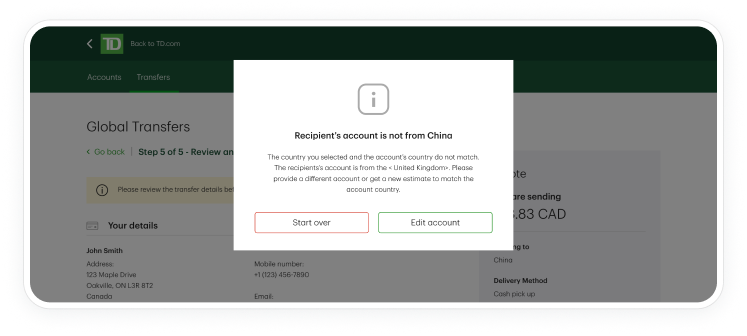 TD Back to TD.com
Accounts Transfers
Global Transfers
Go back Step 5 of 5 - Review an
Please review the transfer details bef
Your details
John Smith
Address:
123 Maple Drive
Oakville, ON L3R 8T2
Canada
Mobile number:
+1 (123) 456-7890
Email:
i
Recipient's account is not from China
The country you selected and the account's country do not match.
The recipients's account is from the < United Kingdom>. Please
provide a different account or get a new estimate to match the
account country.
Start over Edit account
ote
are sending
.83 CAD
ng to
China
Delivery Method
Cash pick up